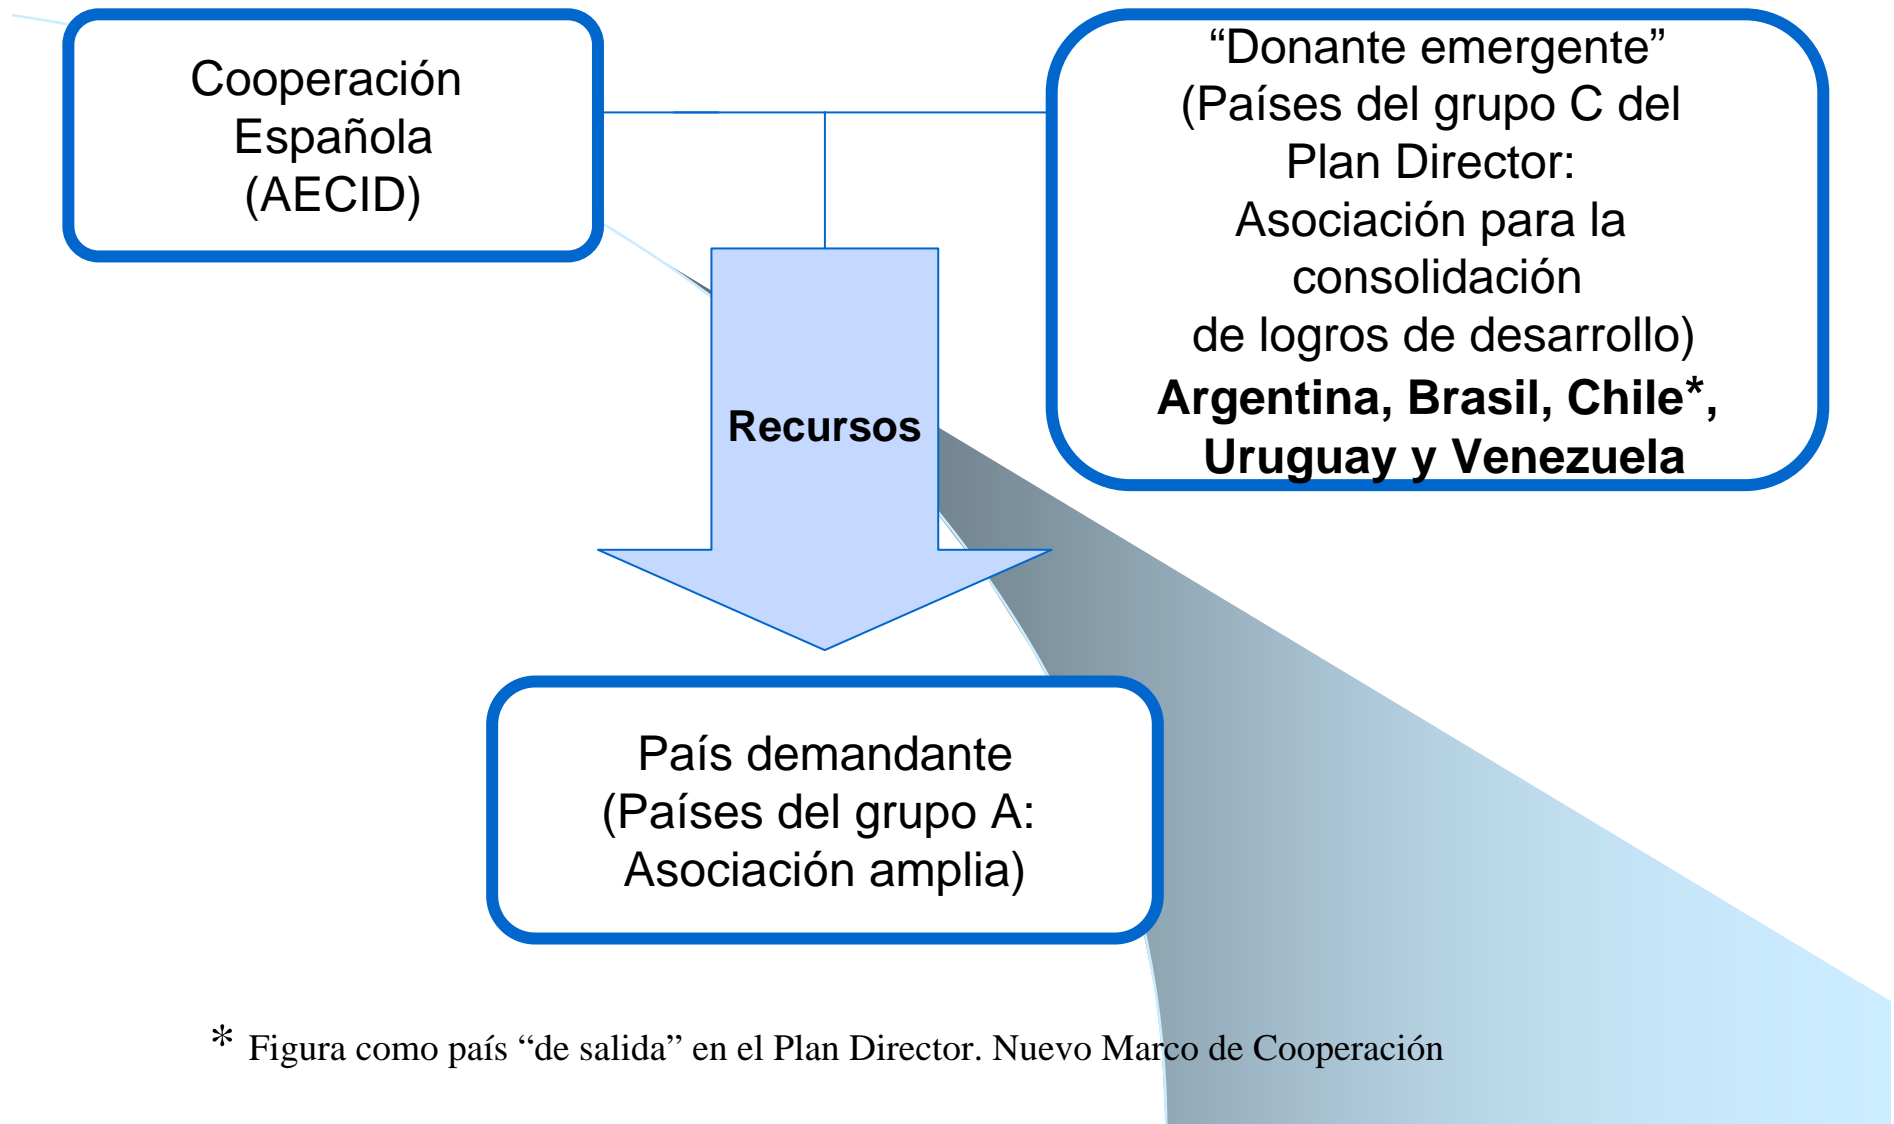 Cooperación
Española
(AECID)
“Donante emergente”
(Países del grupo C del
Plan Director:
Asociación para la
consolidación
de logros de desarrollo)
Argentina, Brasil, Chile*,
Uruguay y Venezuela
Recursos
País demandante
(Países del grupo A:
Asociación amplia)
* Figura como país “de salida” en el Plan Director. Nuevo Marco de Cooperación